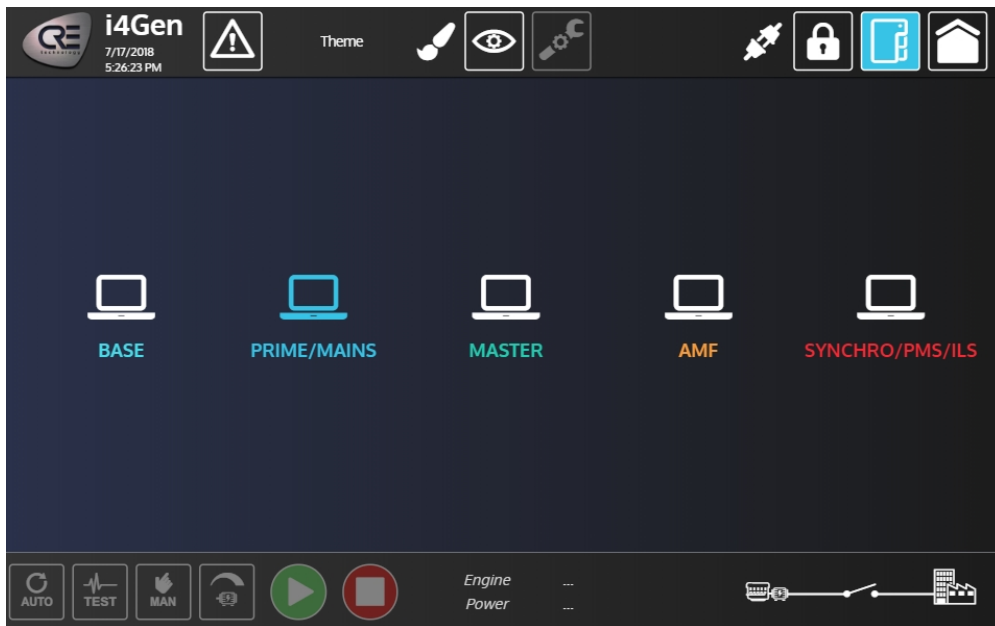 CRE
technology
i4Gen
7/17/2018
5:26:23 PM
Theme
BASE
PRIME/MAINS
MASTER
AMF
SYNCHRO/PMS/ILS
AUTO
TEST
MAN
Engine ---
Power ---